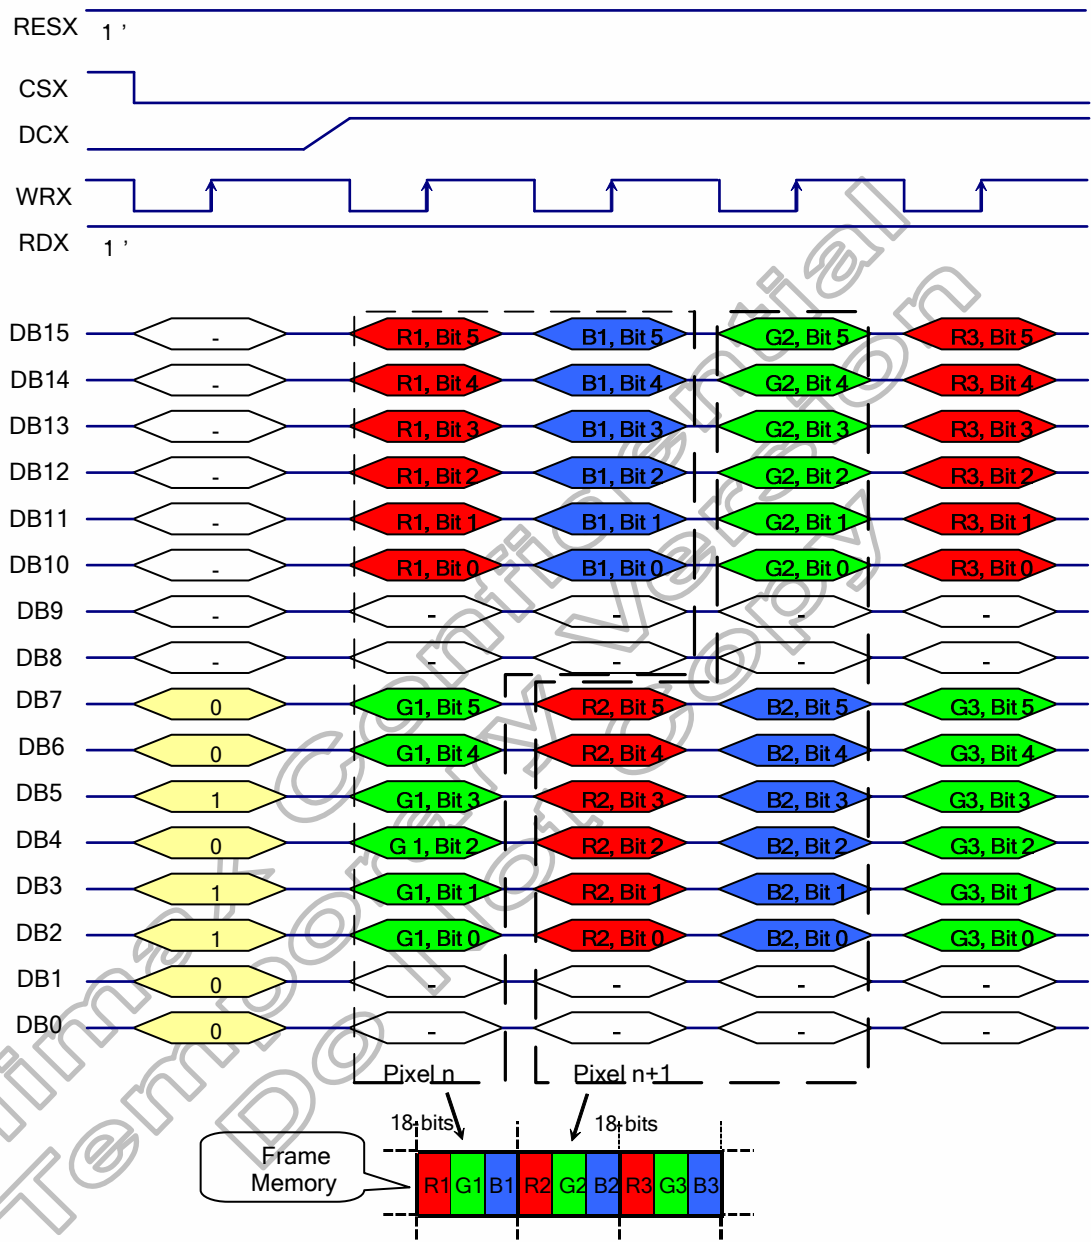 RESX 1 '
CSX
DCX
WRX
RDX 1 '
DB15 - R1, Bit 5 B1, Bit 5 G2, Bit 5 R3, Bit 5
DB14 - R1, Bit 4 B1, Bit 4 G2, Bit 4 R3, Bit 4
DB13 - R1, Bit 3 B1, Bit 3 G2, Bit 3 R3, Bit 3
DB12 - R1, Bit 2 B1, Bit 2 G2, Bit 2 R3, Bit 2
DB11 - R1, Bit 1 B1, Bit 1 G2, Bit 1 R3, Bit 1
DB10 - R1, Bit 0 B1, Bit 0 G2, Bit 0 R3, Bit 0
DB9 - - - - -
DB8 - - - - -
DB7 0 G1, Bit 5 R2, Bit 5 B2, Bit 5 G3, Bit 5
DB6 0 G1, Bit 4 R2, Bit 4 B2, Bit 4 G3, Bit 4
DB5 1 G1, Bit 3 R2, Bit 3 B2, Bit 3 G3, Bit 3
DB4 0 G 1, Bit 2 R2, Bit 2 B2, Bit 2 G3, Bit 2
DB3 1 G1, Bit 1 R2, Bit 1 B2, Bit 1 G3, Bit 1
DB2 1 G1, Bit 0 R2, Bit 0 B2, Bit 0 G3, Bit 0
DB1 0 - - - -
DB0 0 - - - -
Pixel n Pixel n+1
18-bits 18-bits
Frame
Memory
R1 G1 B1 R2 G2 B2 R3 G3 B3
Himax Confidential
Temporary Version
Do Not Copy